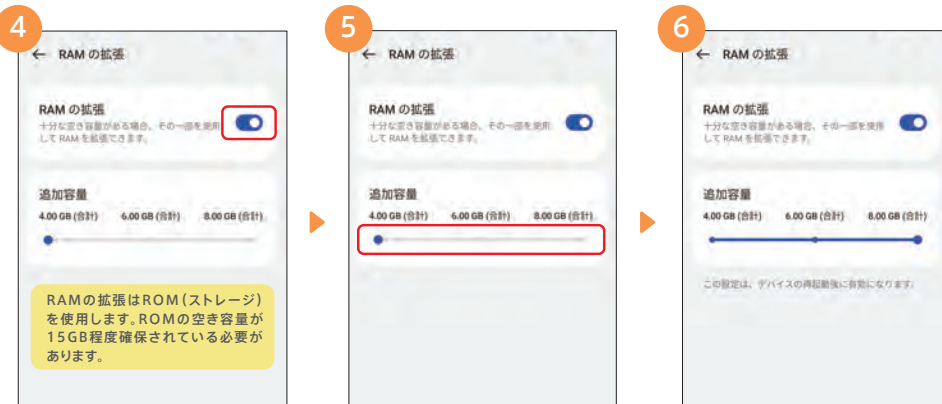 4
← RAM の拡張
RAM の拡張
十分な空き容量がある場合、その一部を使用
して RAM を拡張できます。
追加容量
4.00 GB (合計) 6.00 GB (合計) 8.00 GB (合計)
RAMの拡張はROM(ストレージ)
を使用します。ROMの空き容量が
15GB程度確保されている必要が
あります。
5
← RAM の拡張
RAM の拡張
十分な空き容量がある場合、その一部を使用
して RAM を拡張できます。
追加容量
4.00 GB (合計) 6.00 GB (合計) 8.00 GB (合計)
6
← RAM の拡張
RAM の拡張
十分な空き容量がある場合、その一部を使用
して RAM を拡張できます。
追加容量
4.00 GB (合計) 6.00 GB (合計) 8.00 GB (合計)
この設定は、デバイスの再起動後に有効になります。